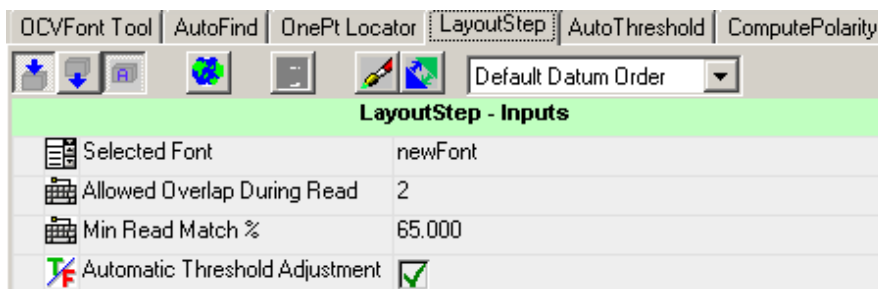 OCVFont Tool AutoFind OnePt Locator LayoutStep AutoThreshold ComputePolarity
A Default Datum Order
LayoutStep - Inputs
Selected Font newFont
Allowed Overlap During Read 2
Min Read Match % 65.000
T/F Automatic Threshold Adjustment